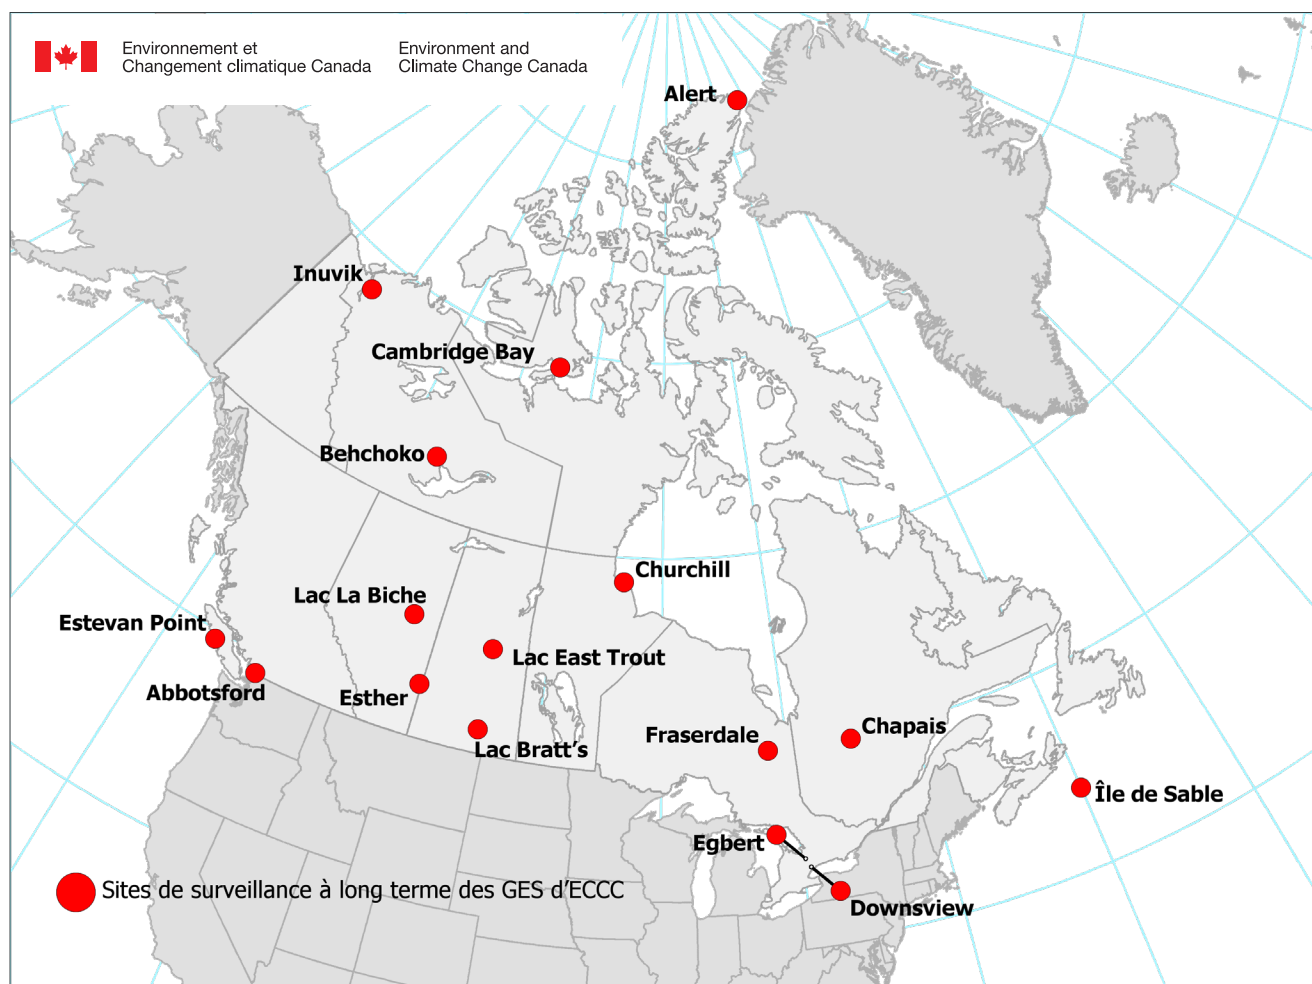 Environnement et
Changement climatique Canada
Environment and
Climate Change Canada
Alert
Inuvik
Cambridge Bay
Behchoko
Churchill
Lac La Biche
Estevan Point
Lac East Trout
Abbotsford
Esther
Lac Bratt’s
Fraserdale
Chapais
Île de Sable
Egbert
Sites de surveillance à long terme des GES d’ECCC
Downsview